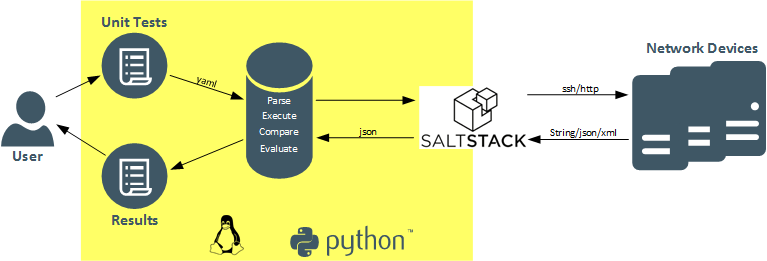 Unit Tests
Network Devices
yaml
ssh/http
Parse
Execute
Compare
Evaluate
json
SALTSTACK
String/json/xml
User
Results
python™